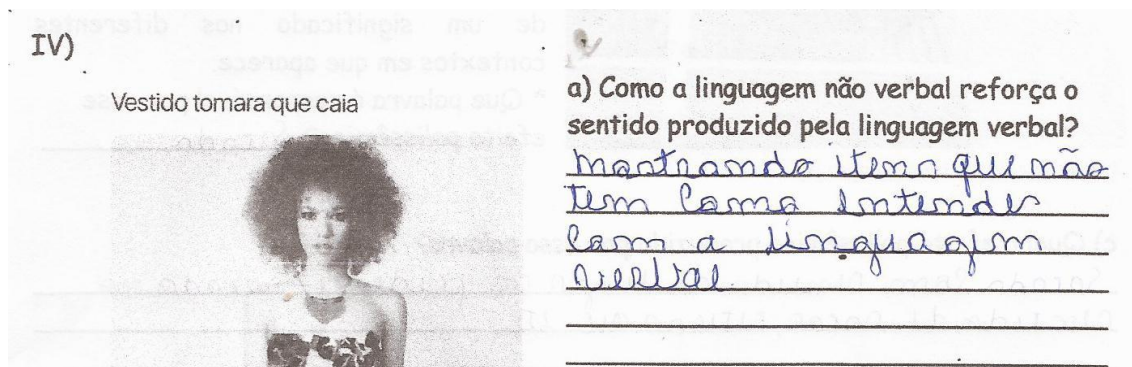 IV)
Vestido tomara que caia
a) Como a linguagem não verbal reforça o
sentido produzido pela linguagem verbal?
mostrando itens que não
tem como entender
com a linguagem
verbal